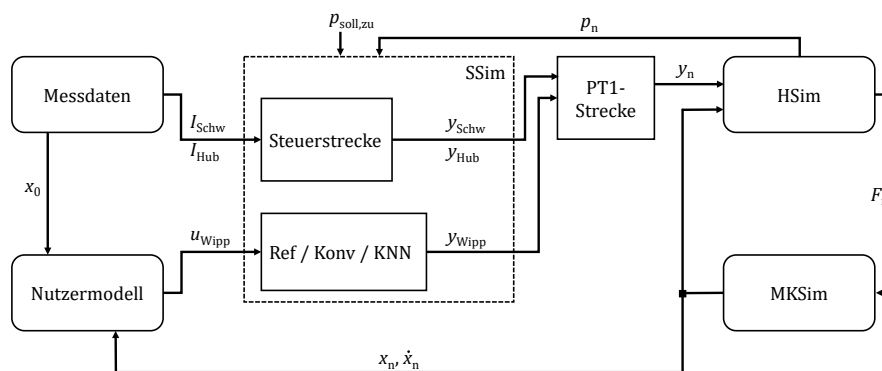 p_soll,zu
p_n
SSim
Messdaten
I_Schw
I_Hub
Steuerstrecke
y_Schw
y_Hub
PT1-
Strecke
y_n
HSim
x_0
F
Nutzermodell
u_Wipp
Ref / Konv / KNN
y_Wipp
MKSim
x_n, ẋ_n